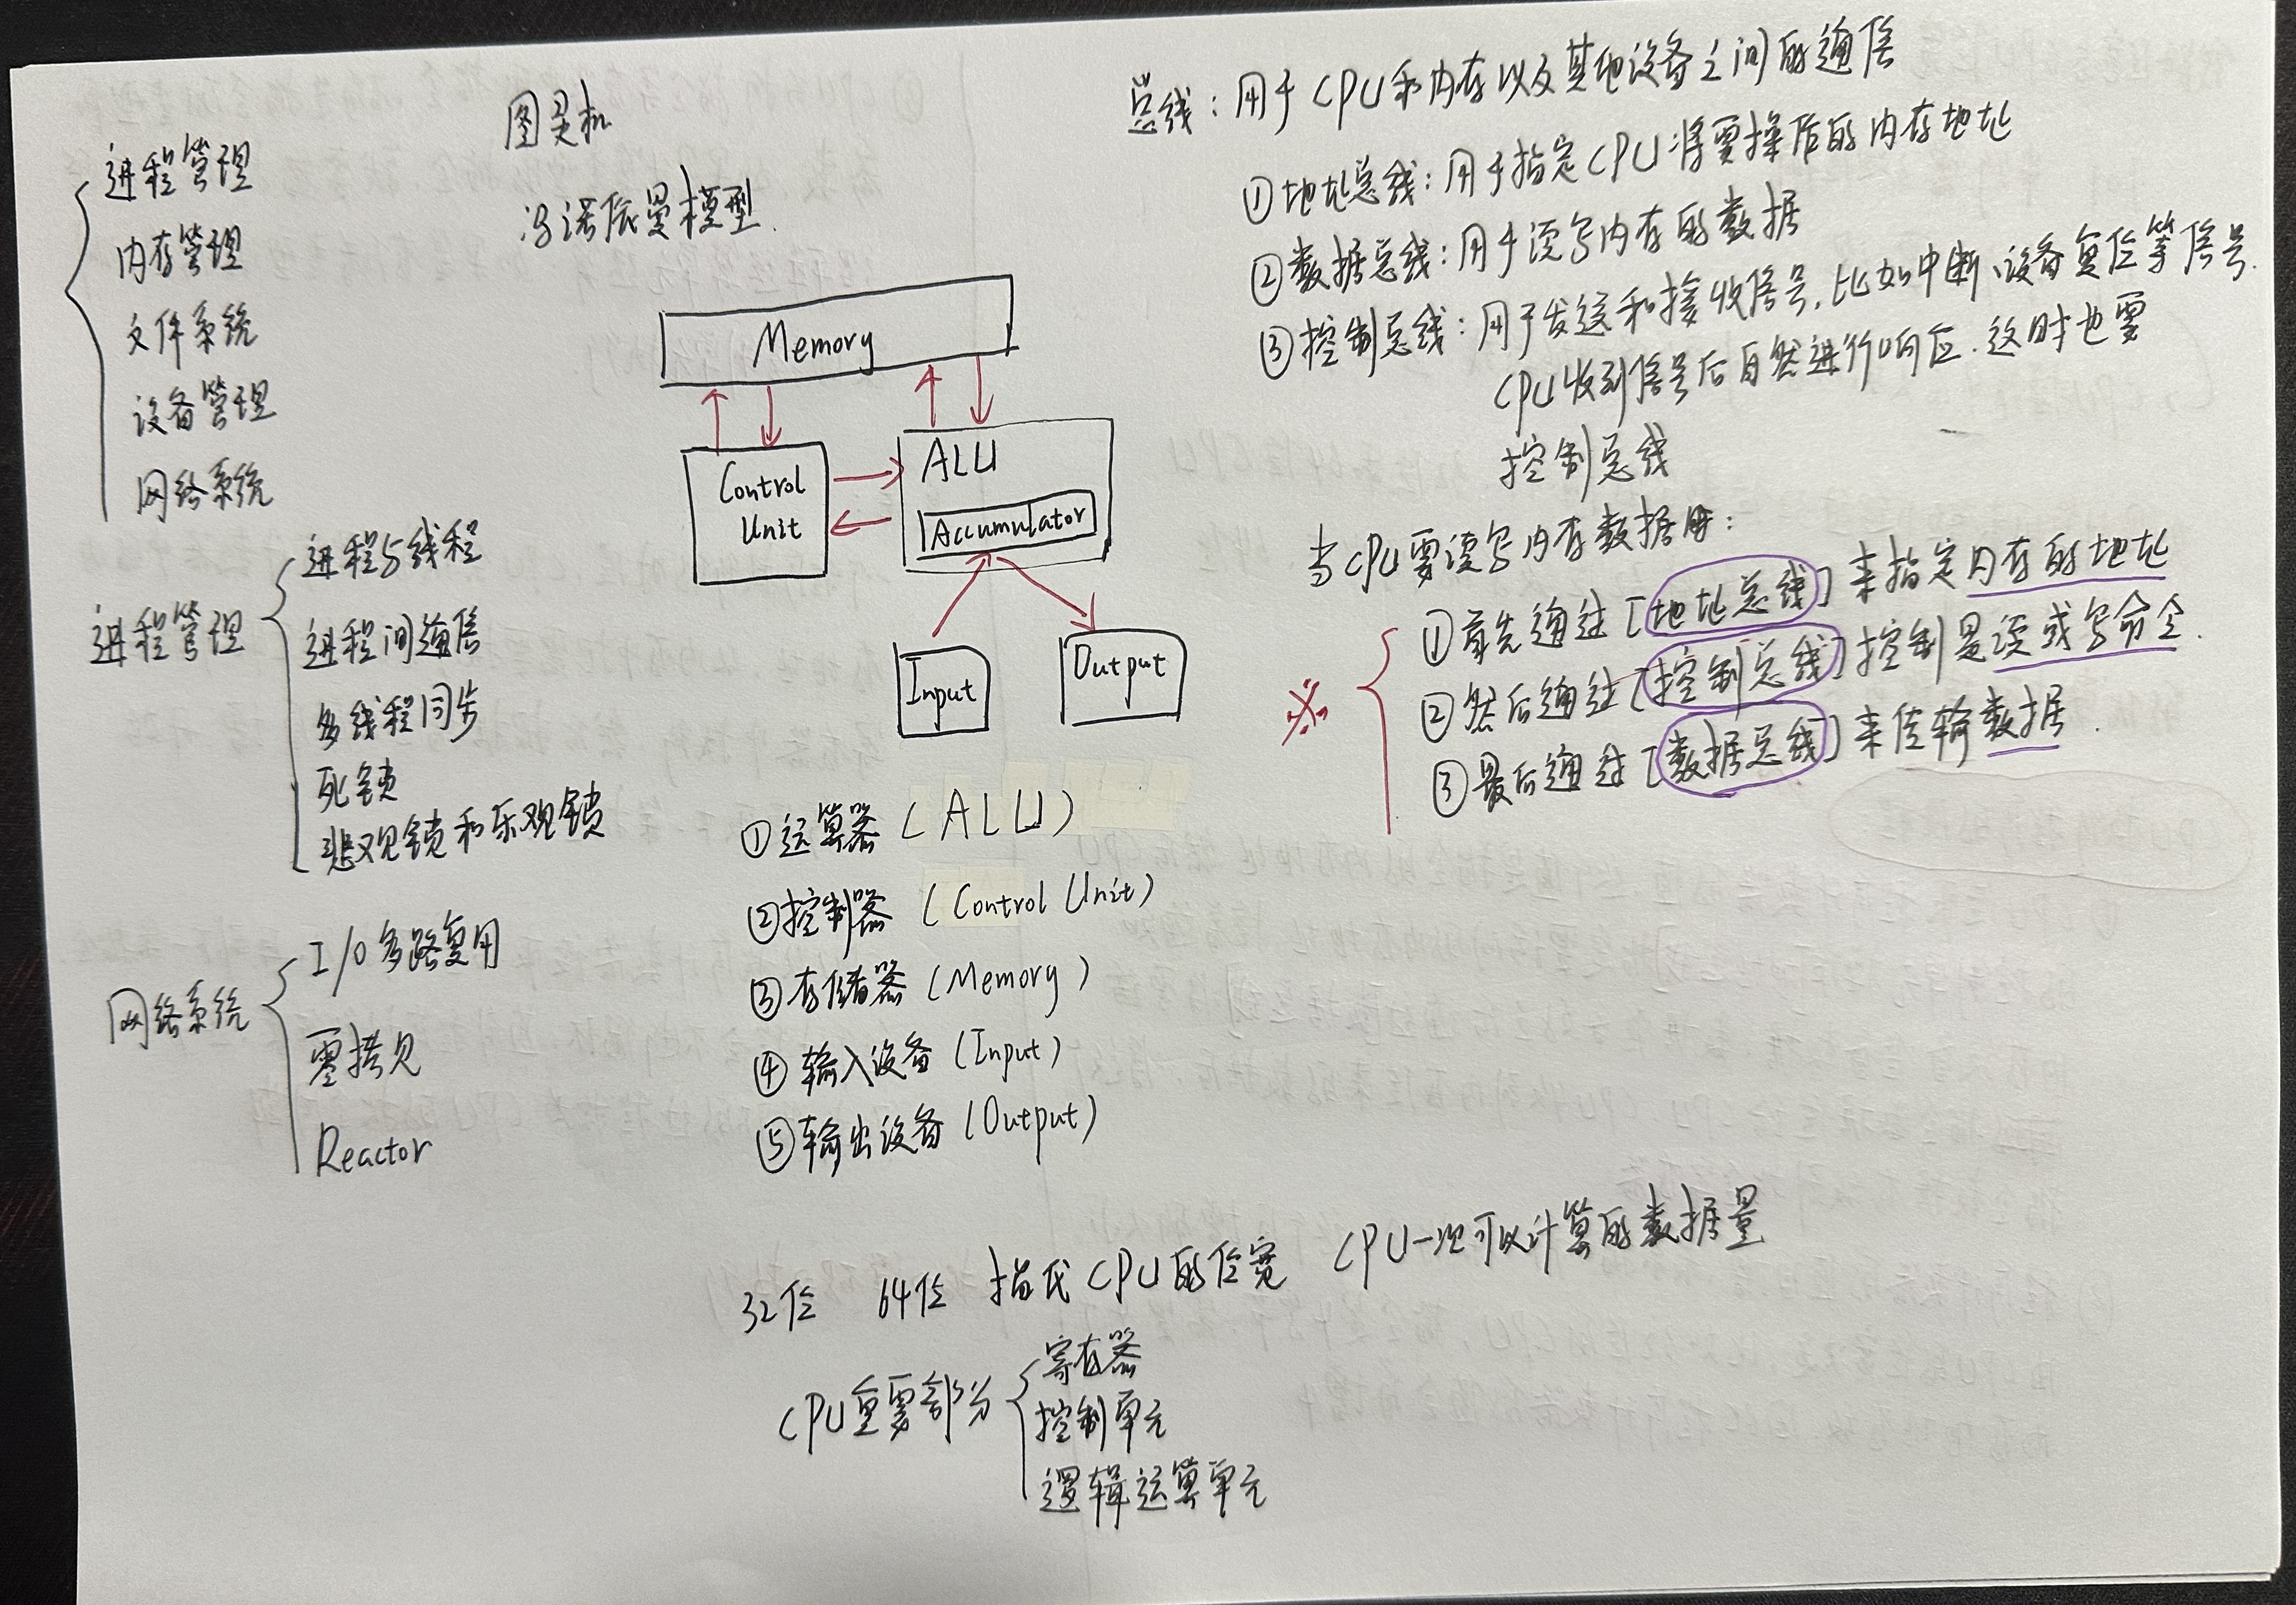 进程管理
内存管理
文件系统
设备管理
网络系统
进程管理
进程与线程
进程间通信
多线程同步
死锁
悲观锁和乐观锁
网络系统
I/O多路复用
零拷贝
Reactor
图灵机
冯诺依曼模型.
Memory
Control
Unit
ALU
Accumulator
Input
Output
①运算器(ALU)
②控制器(Control Unit)
③存储器(Memory)
④输入设备(Input)
⑤输出设备(Output)
32位 64位 指代CPU的位宽 CPU一次可以计算的数据量
CPU重要部分
寄存器
控制单元
逻辑运算单元
总线:用于CPU和内存以及其他设备之间的通信
①地址总线:用于指定CPU将要操作的内存地址
②数据总线:用于读写内存的数据
③控制总线:用于发送和接收信号,比如中断、设备复位等信号.
CPU收到信号后自然进行响应.这时也需
控制总线
当CPU要读写内存数据时:
※
①首先通过[地址总线]来指定内存的地址
②然后通过[控制总线]控制是读或写命令.
③最后通过[数据总线]来传输数据.